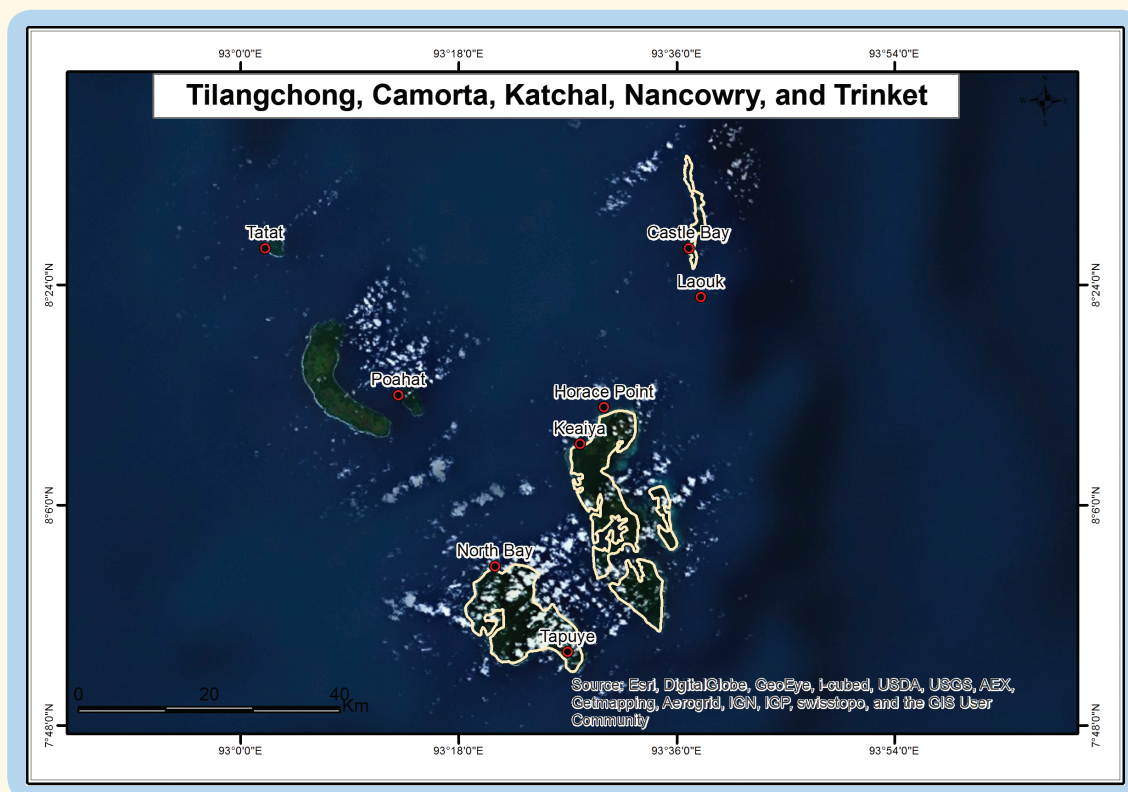 93°0'0"E 93°18'0"E 93°36'0"E 93°54'0"E
Tilangchong, Camorta, Katchal, Nancowry, and Trinket
N
W E
S
Tatat
Castle Bay
8°24'0"N 8°24'0"N
Laouk
Poahat
Horace Point
Keaiya
8°6'0"N 8°6'0"N
North Bay
Tapuye
0 20 40
Km
Source: Esri, DigitalGlobe, GeoEye, i-cubed, USDA, USGS, AEX,
Getmapping, Aerogrid, IGN, IGP, swisstopo, and the GIS User
Community
7°48'0"N 7°48'0"N
93°0'0"E 93°18'0"E 93°36'0"E 93°54'0"E